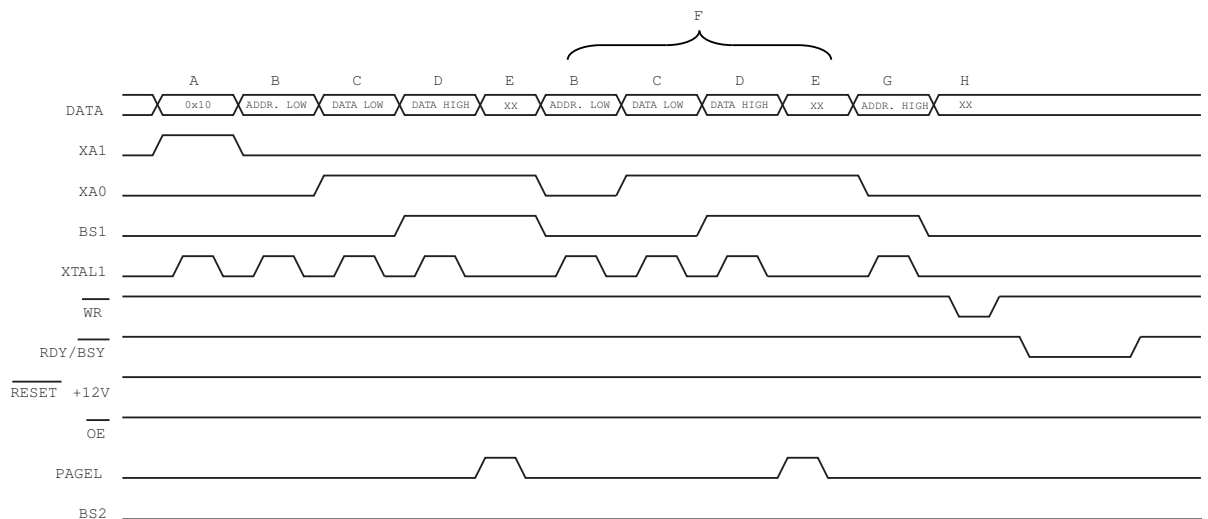 F
A B C D E B C D E G H
DATA 0x10 ADDR. LOW DATA LOW DATA HIGH XX ADDR. LOW DATA LOW DATA HIGH XX ADDR. HIGH XX
XA1
XA0
BS1
XTAL1
WR
RDY/BSY
RESET +12V
OE
PAGEL
BS2